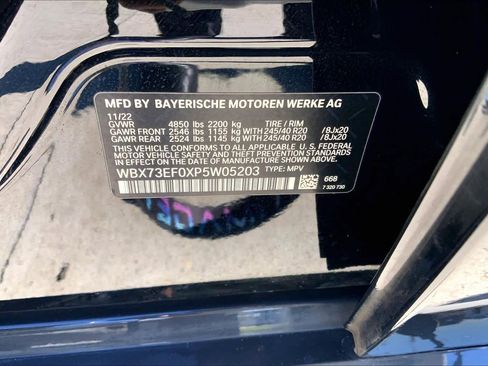 MFD BY BAYERISCHE MOTOREN WERKE AG
11/22
GVWR 4850 lbs 2200 kg TIRE / RIM
GAWR FRONT 2546 lbs 1155 kg WITH 245/40 R20 /8Jx20
GAWR REAR 2524 lbs 1145 kg WITH 245/40 R20 /8Jx20
THIS VEHICLE CONFORMS TO ALL APPLICABLE U.S. FEDERAL
MOTOR VEHICLE SAFETY AND THEFT PREVENTION STANDARDS
IN EFFECT ON THE DATE OF MANUFACTURE SHOWN ABOVE.
WBX73EF0XP5W05203 TYPE: MPV
668
7 320 730